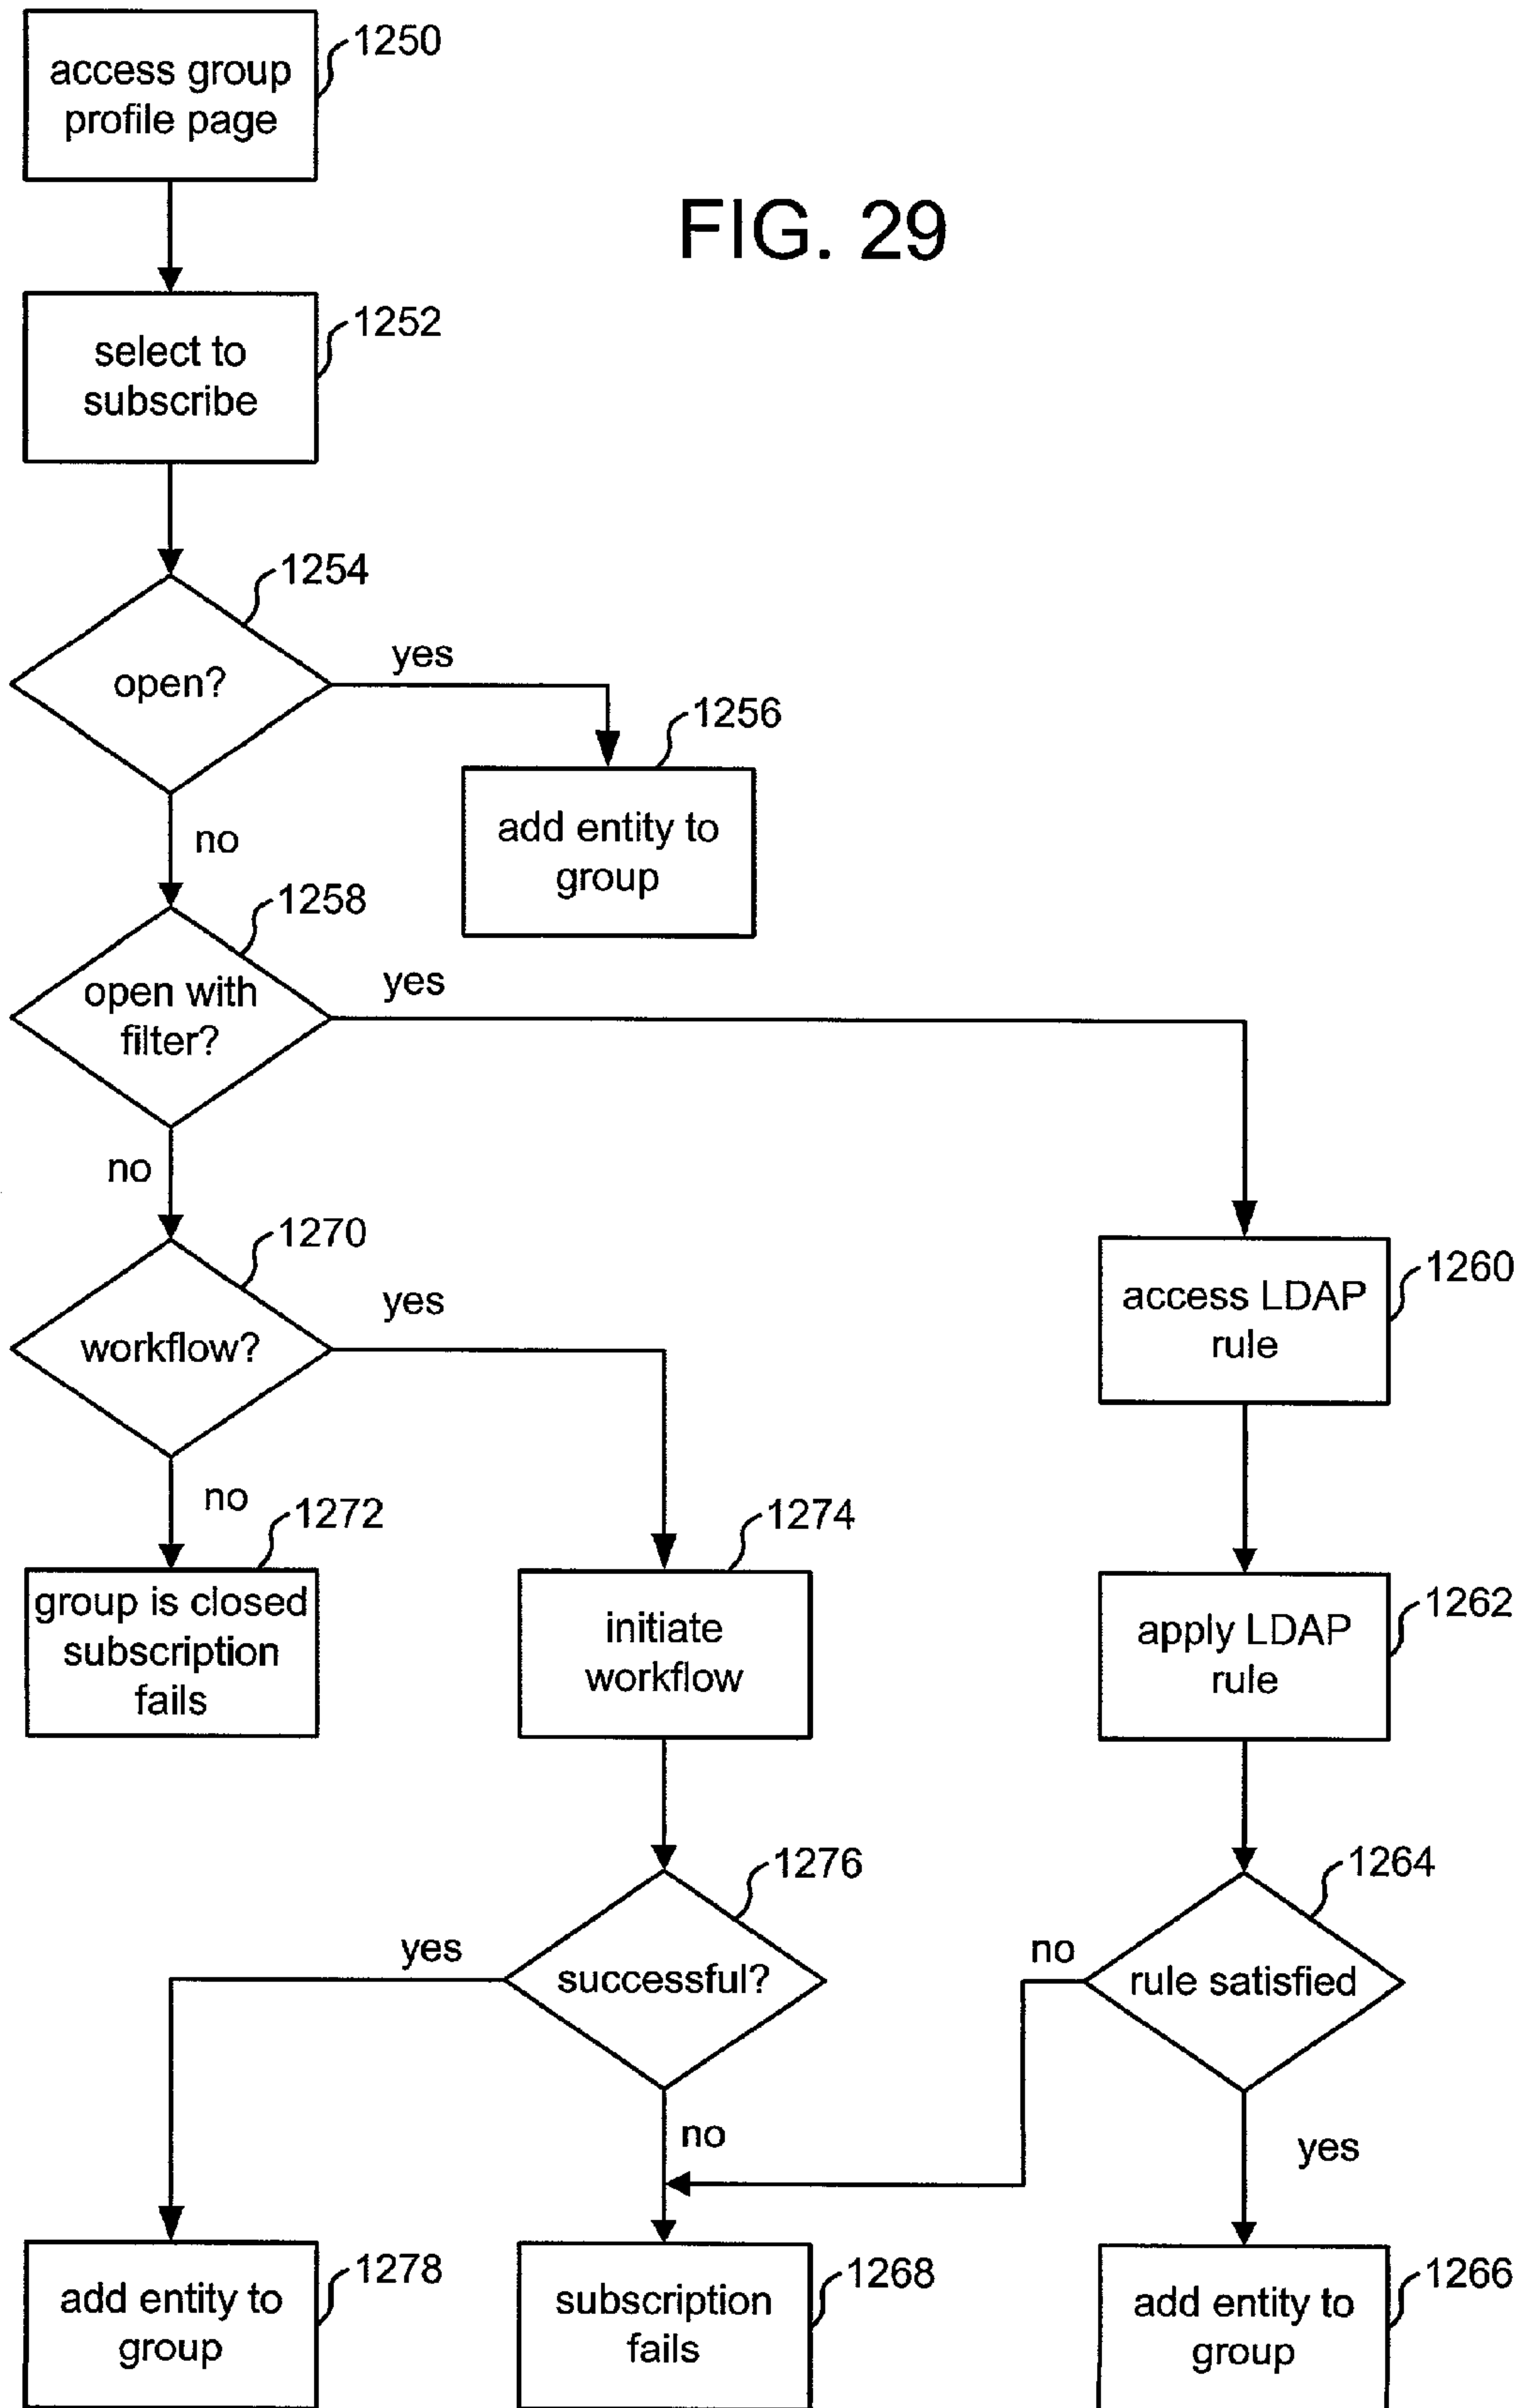 1250
access group
profile page
FIG. 29
1252
select to
subscribe
1254
open?
yes
1256
add entity to
group
no
1258
open with
filter?
yes
no
1270
workflow?
yes
1260
access LDAP
rule
no
1272
group is closed
subscription
fails
1274
initiate
workflow
1262
apply LDAP
rule
1276
successful?
yes
1264
rule satisfied
no
no
yes
1278
add entity to
group
1268
subscription
fails
1266
add entity to
group